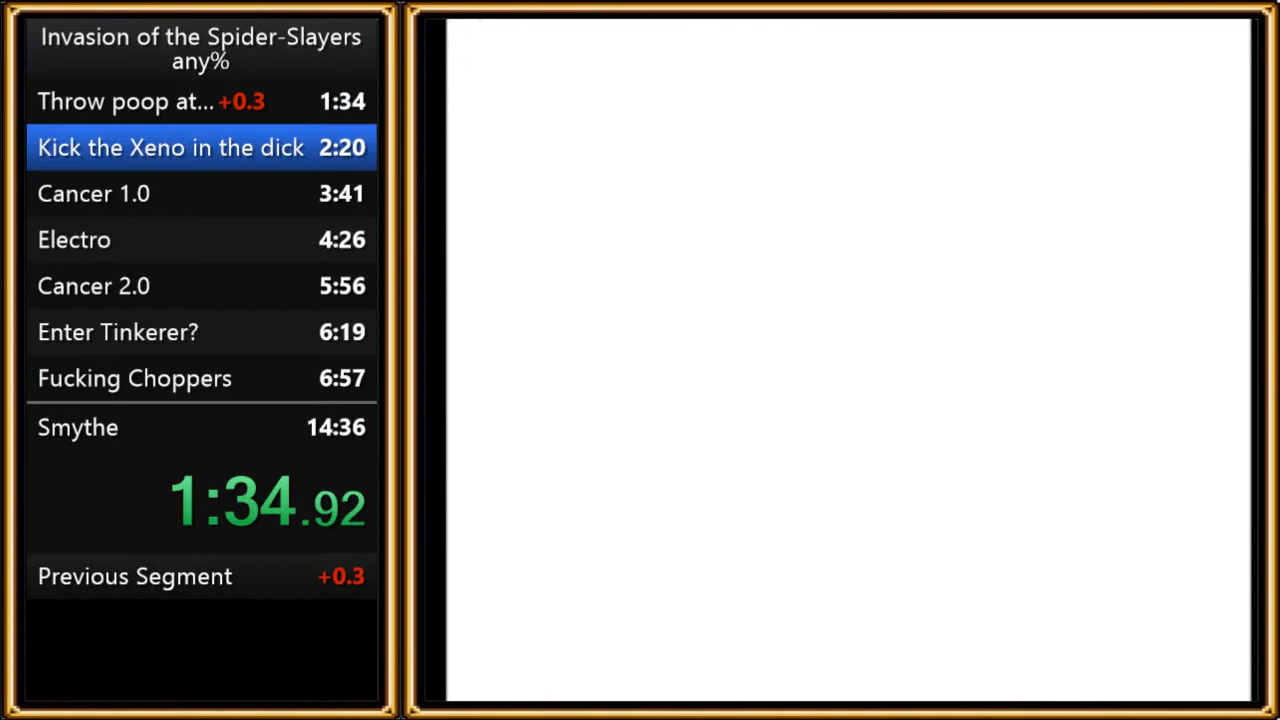 Invasion of the Spider-Slayers
any%
Throw poop at... +0.3 1:34
Kick the Xeno in the dick 2:20
Cancer 1.0 3:41
Electro 4:26
Cancer 2.0 5:56
Enter Tinkerer? 6:19
Fucking Choppers 6:57
Smythe 14:36
1:34.92
Previous Segment +0.3